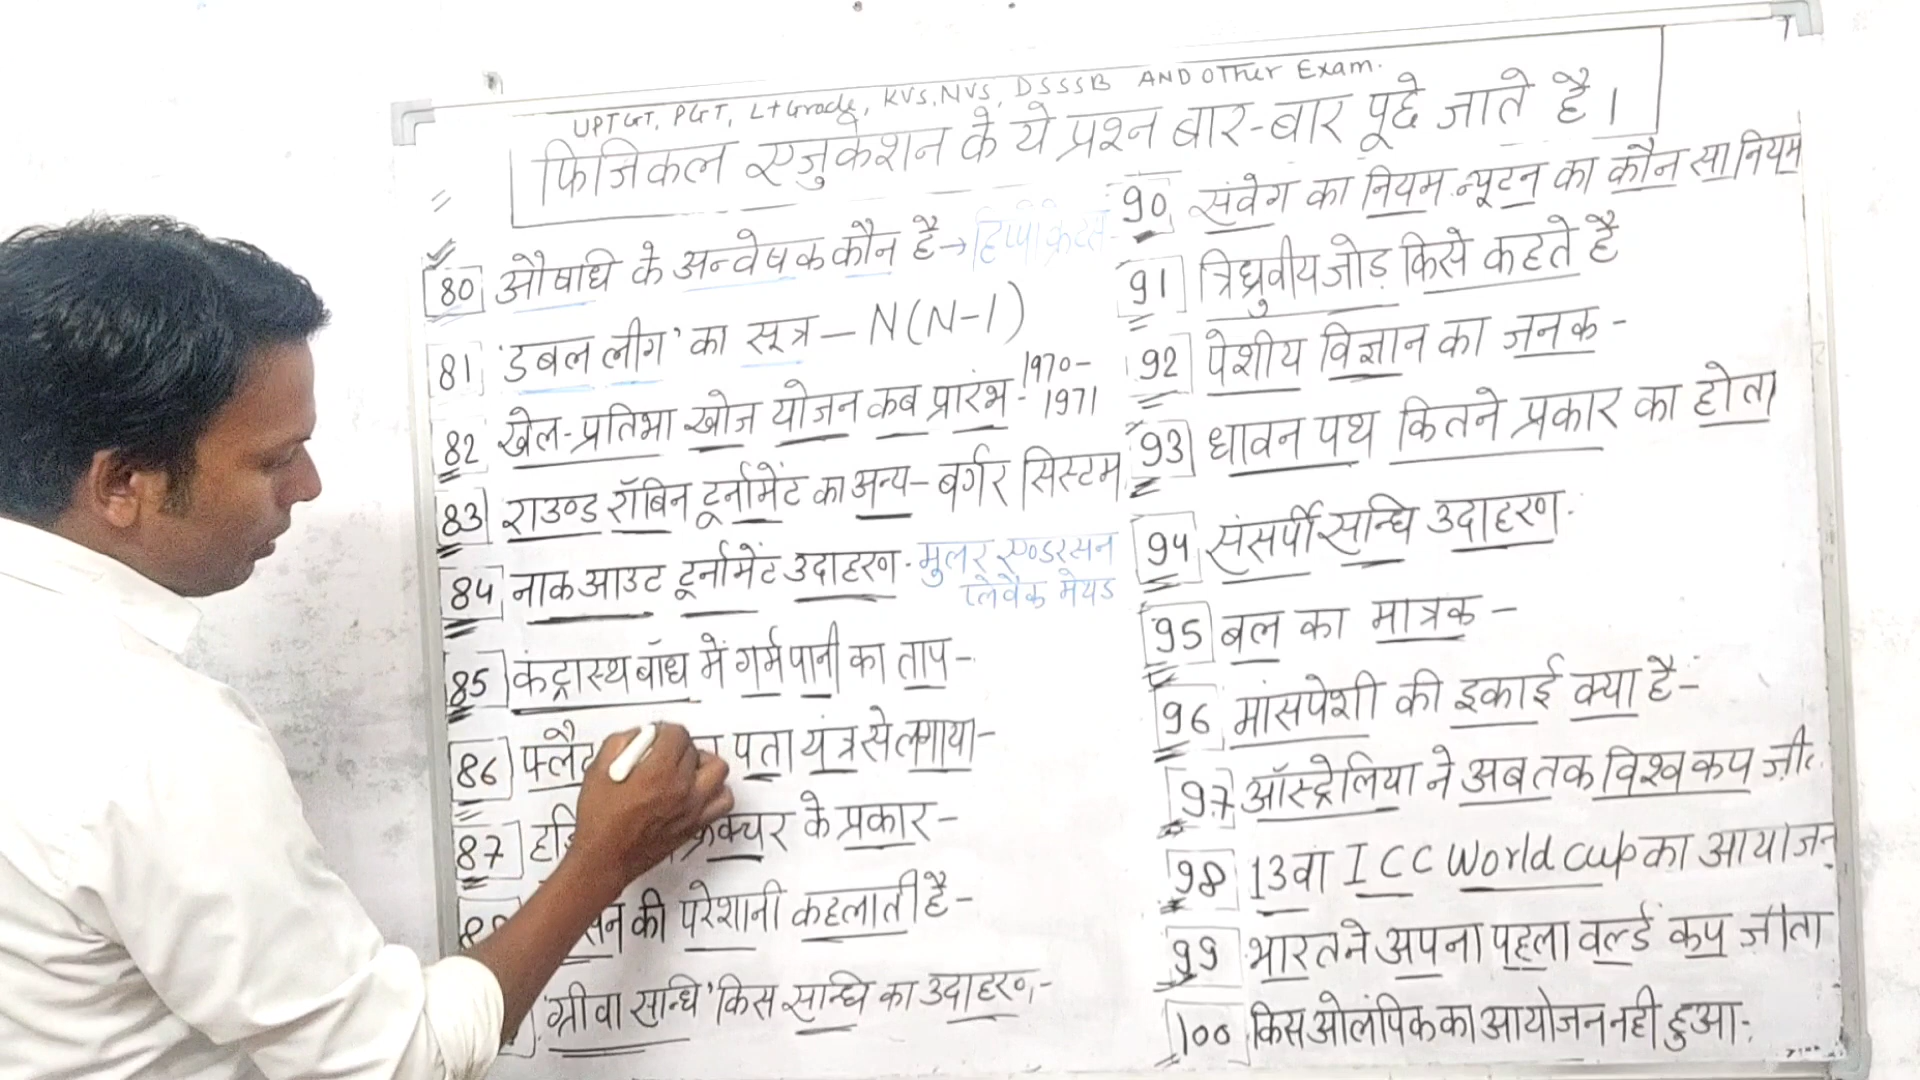 UPTGT, PGT, LT Grade, KVS, NVS, DSSSB AND OTHER Exam.
फिजिकल एजुकेशन के ये प्रश्न बार-बार पूछे जाते है।
80 औषधि के अन्वेषक कौन है→
81 'डबल लीग' का सूत्र – N(N-1)
82 खेल-प्रतिभा खोज योजन कब प्रारंभ - 1970-
1971
83 राउण्ड रॉबिन टूर्नामेंट का अन्य – बर्गर सिस्टम
84 नाकआउट टूर्नामेंट उदाहरण - मुलर एण्डरसन
मेयड
85 कंट्रास्थ बाँध में गर्म पानी का ताप –
86 पता यंत्र से लगाया –
87 के प्रकार –
की परेशानी कहलाती है –
'ग्रीवा सन्धि' किस सन्धि का उदाहरण –
90 संवेग का नियम न्यूटन का कौन सा नियम
91 त्रिध्रुवीय जोड़ किसे कहते है
92 पेशीय विज्ञान का जनक -
93 धावन पथ कितने प्रकार का होता
94 संसर्पी सन्धि उदाहरण -
95 बल का मात्रक –
96 मांसपेशी की इकाई क्या है –
97 ऑस्ट्रेलिया ने अब तक विश्व कप
98 13वा ICC World Cup का आयोजन
99 भारत ने अपना पहला वर्ल्ड कप जीता
100 किस ओलंपिक का आयोजन नही हुआ -